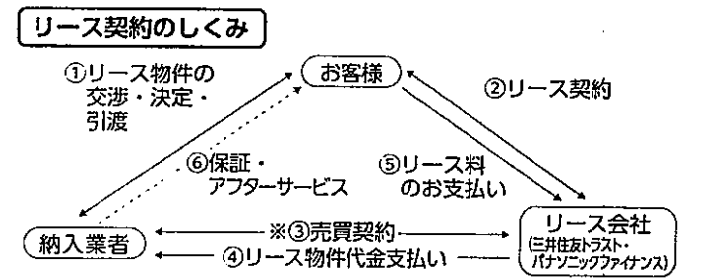 リース契約のしくみ
お客様
①リース物件の
交渉・決定・
引渡
②リース契約
⑥保証・
アフターサービス
⑤リース料
のお支払い
納入業者
※③売買契約
④リース物件代金支払い
リース会社
(三井住友トラスト・
パナソニックファイナンス)